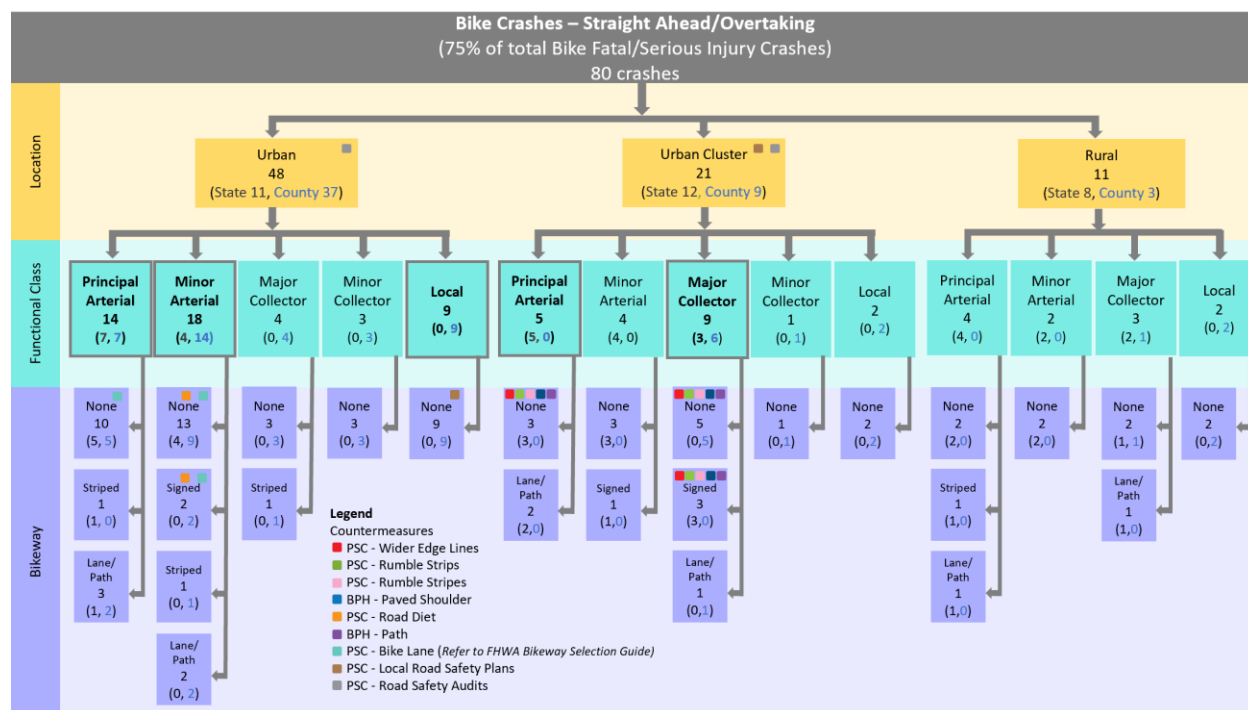 Bike Crashes – Straight Ahead/Overtaking
(75% of total Bike Fatal/Serious Injury Crashes)
80 crashes
Location
Urban
48
(State 11, County 37)
Urban Cluster
21
(State 12, County 9)
Rural
11
(State 8, County 3)
Functional Class
Principal
Arterial
14
(7, 7)
Minor
Arterial
18
(4, 14)
Major
Collector
4
(0, 4)
Minor
Collector
3
(0, 3)
Local
9
(0, 9)
Principal
Arterial
5
(5, 0)
Minor
Arterial
4
(4, 0)
Major
Collector
9
(3, 6)
Minor
Collector
1
(0, 1)
Local
2
(0, 2)
Principal
Arterial
4
(4, 0)
Minor
Arterial
2
(2, 0)
Major
Collector
3
(2, 1)
Local
2
(0, 2)
Bikeway
None
10
(5, 5)
None
13
(4, 9)
None
3
(0, 3)
None
3
(0, 3)
None
9
(0, 9)
None
3
(3,0)
None
3
(3,0)
None
5
(0,5)
None
1
(0,1)
None
2
(0,2)
None
2
(2,0)
None
2
(2,0)
None
2
(1, 1)
None
2
(0,2)
Striped
1
(1, 0)
Signed
2
(0, 2)
Striped
1
(0, 1)
Lane/
Path
2
(2,0)
Signed
1
(1,0)
Signed
3
(3,0)
Striped
1
(1,0)
Lane/
Path
1
(1,0)
Lane/
Path
3
(1, 2)
Striped
1
(0, 1)
Lane/
Path
1
(0,1)
Lane/
Path
1
(1,0)
Lane/
Path
2
(0, 2)
Legend
Countermeasures
PSC - Wider Edge Lines
PSC - Rumble Strips
PSC - Rumble Stripes
BPH - Paved Shoulder
PSC - Road Diet
BPH - Path
PSC - Bike Lane (Refer to FHWA Bikeway Selection Guide)
PSC - Local Road Safety Plans
PSC - Road Safety Audits